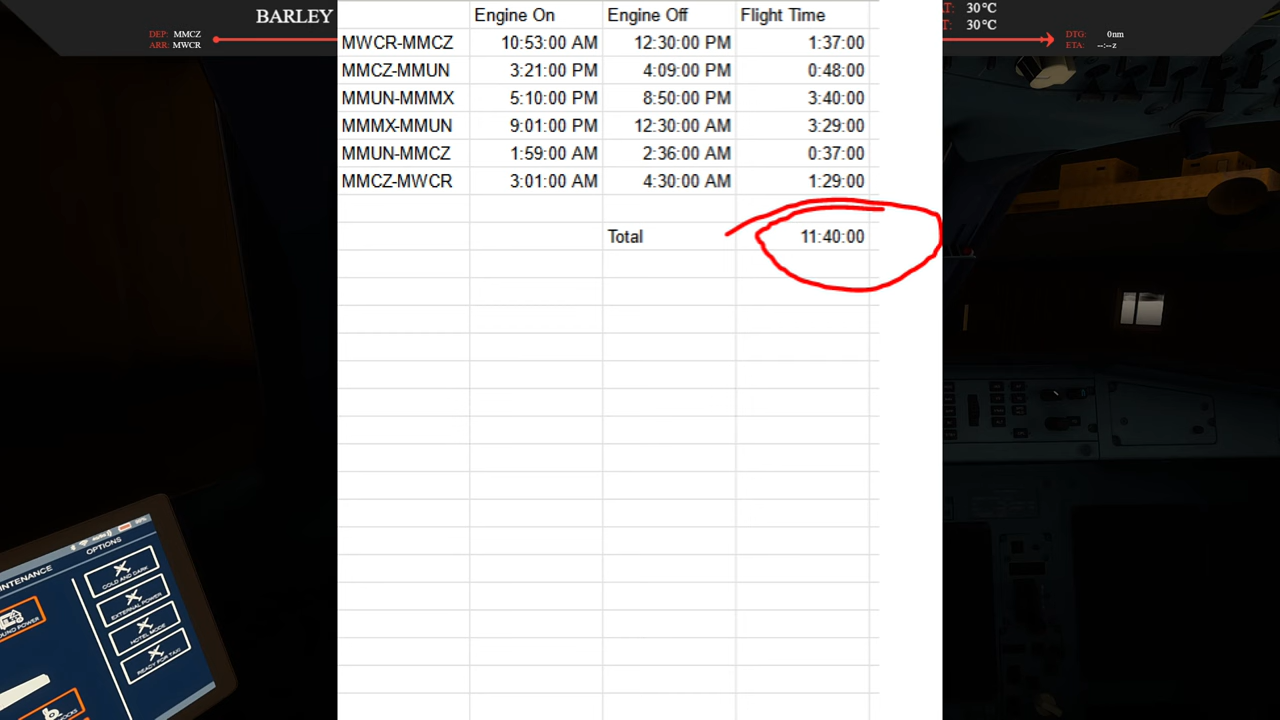 BARLEY
DEP: MMCZ
ARR: MWCR
Engine On Engine Off Flight Time
MWCR-MMCZ 10:53:00 AM 12:30:00 PM 1:37:00
MMCZ-MMUN 3:21:00 PM 4:09:00 PM 0:48:00
MMUN-MMMX 5:10:00 PM 8:50:00 PM 3:40:00
MMMX-MMUN 9:01:00 PM 12:30:00 AM 3:29:00
MMUN-MMCZ 1:59:00 AM 2:36:00 AM 0:37:00
MMCZ-MWCR 3:01:00 AM 4:30:00 AM 1:29:00
Total 11:40:00
T: 30°C
T: 30°C
DTG: 0nm
ETA: --:--z
INTENANCE
OPTIONS
COLD AND DARK
EXTERNAL POWER
HOTEL MODE
READY FOR TAXI
OUND POWER
OCKS